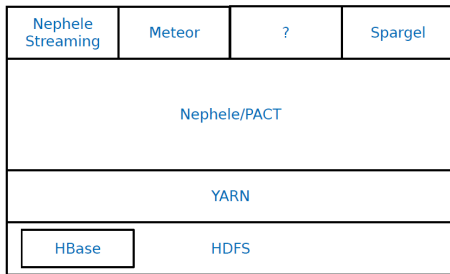 Nephele
Streaming
Meteor
?
Spargel
Nephele/PACT
YARN
HBase
HDFS